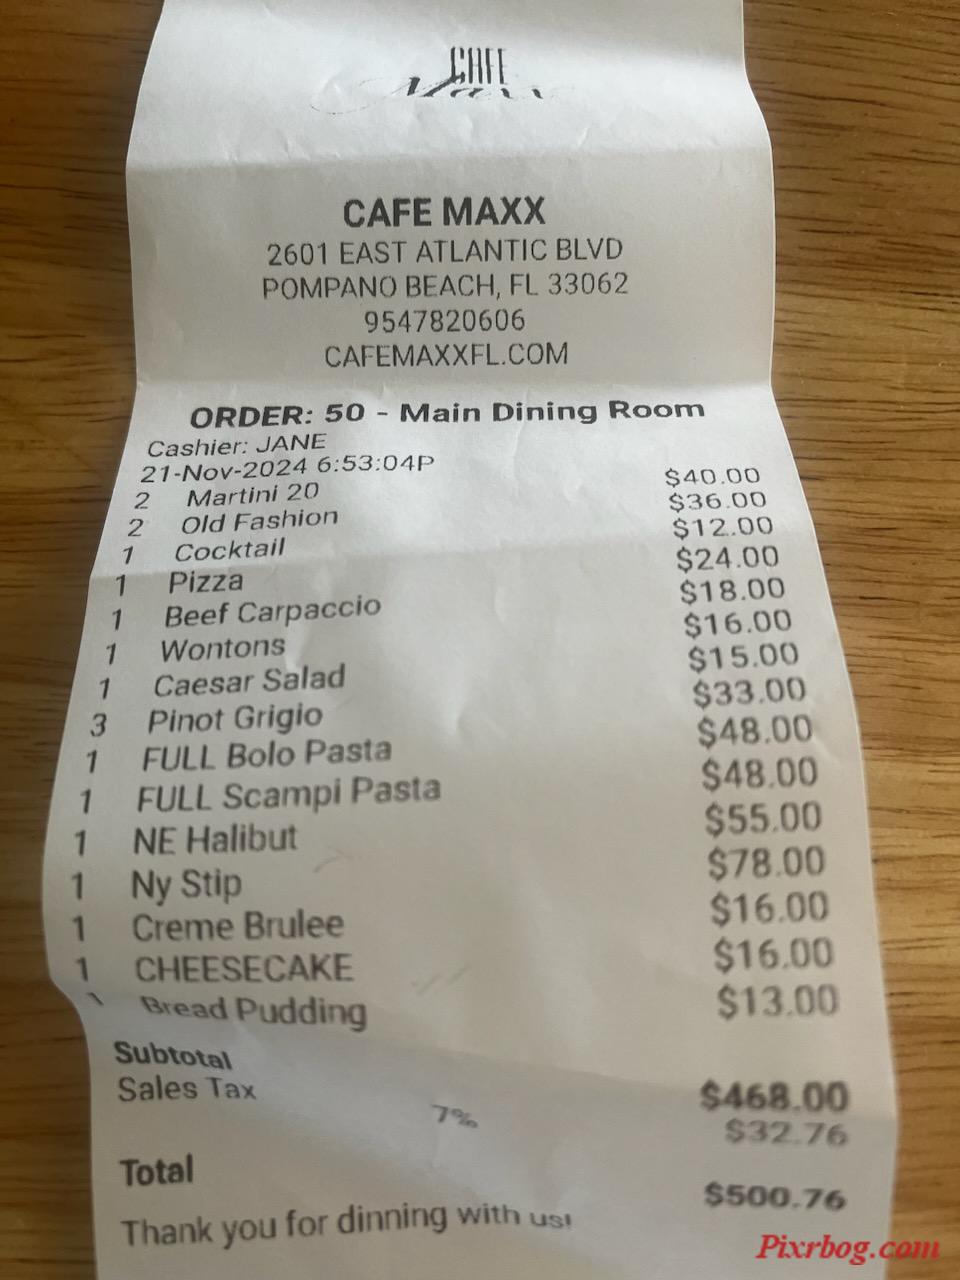 CAFE
Maxx
CAFE MAXX
2601 EAST ATLANTIC BLVD
POMPANO BEACH, FL 33062
9547820606
CAFEMAXXFL.COM
ORDER: 50 - Main Dining Room
Cashier: JANE
21-Nov-2024 6:53:04P
2 Martini 20 $40.00
2 Old Fashion $36.00
1 Cocktail $12.00
1 Pizza $24.00
1 Beef Carpaccio $18.00
1 Wontons $16.00
1 Caesar Salad $15.00
3 Pinot Grigio $33.00
1 FULL Bolo Pasta $48.00
1 FULL Scampi Pasta $48.00
1 NE Halibut $55.00
1 Ny Stip $78.00
1 Creme Brulee $16.00
1 CHEESECAKE $16.00
1 Bread Pudding $13.00
Subtotal $468.00
Sales Tax 7% $32.76
Total $500.76
Thank you for dinning with us!
Pixrbog.com